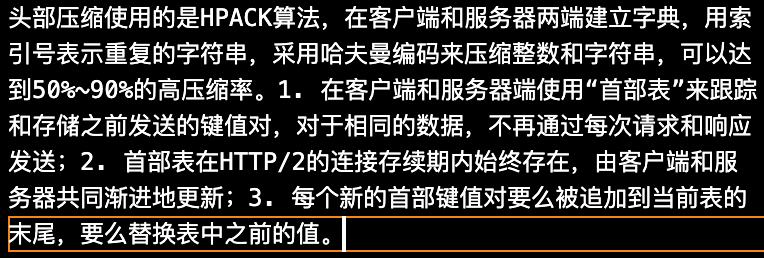 头部压缩使用的是HPACK算法，在客户端和服务器两端建立字典，用索
引号表示重复的字符串，采用哈夫曼编码来压缩整数和字符串，可以达
到50%~90%的高压缩率。1. 在客户端和服务器端使用“首部表”来跟踪
和存储之前发送的键值对，对于相同的数据，不再通过每次请求和响应
发送；2. 首部表在HTTP/2的连接存续期内始终存在，由客户端和服
务器共同渐进地更新；3. 每个新的首部键值对要么被追加到当前表的
末尾，要么替换表中之前的值。